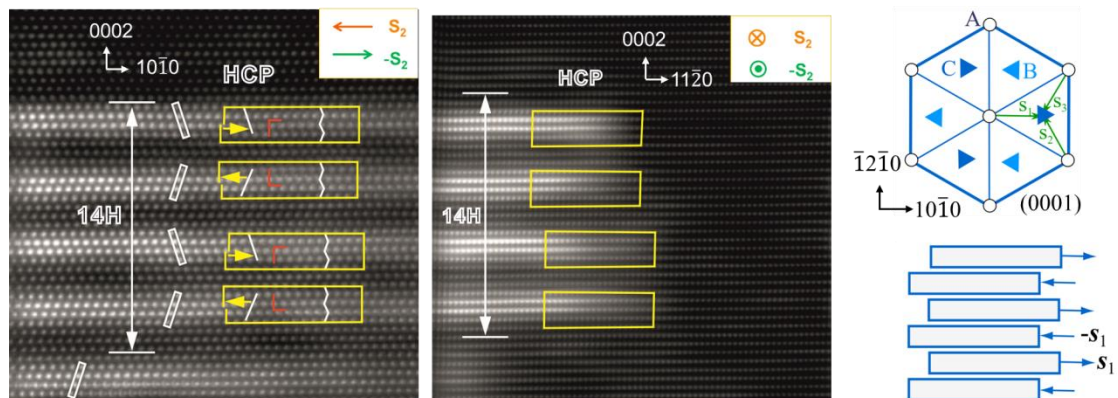 0002
101̅0
HCP
S₂
-S₂
14H
0002
112̅0
HCP
S₂
-S₂
14H
A
C
B
S₁
S₃
S₂
1̅21̅0
101̅0
(0001)
-s₁
s₁